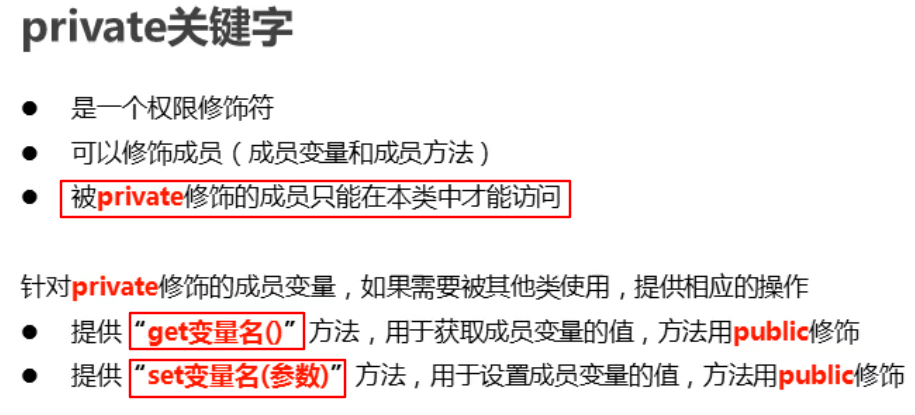 private关键字
● 是一个权限修饰符
● 可以修饰成员（成员变量和成员方法）
● 被private修饰的成员只能在本类中才能访问
针对private修饰的成员变量，如果需要被其他类使用，提供相应的操作
● 提供“get变量名()”方法，用于获取成员变量的值，方法用public修饰
● 提供“set变量名(参数)”方法，用于设置成员变量的值，方法用public修饰